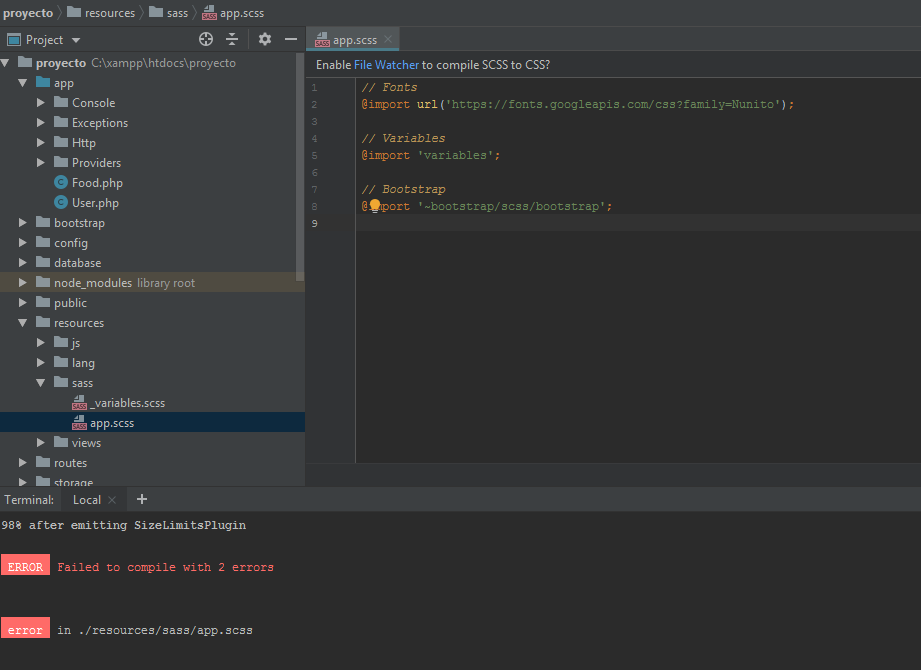 proyecto resources sass app.scss
Project
app.scss
proyecto C:\xampp\htdocs\proyecto
app
Console
Exceptions
Http
Providers
Food.php
User.php
bootstrap
config
database
node_modules library root
public
resources
js
lang
sass
_variables.scss
app.scss
views
routes
storage
Enable File Watcher to compile SCSS to CSS?
1 // Fonts
2 @import url('https://fonts.googleapis.com/css?family=Nunito');
3
4 // Variables
5 @import 'variables';
6
7 // Bootstrap
8 @import '~bootstrap/scss/bootstrap';
9
Terminal: Local
98% after emitting SizeLimitsPlugin
ERROR Failed to compile with 2 errors
error in ./resources/sass/app.scss